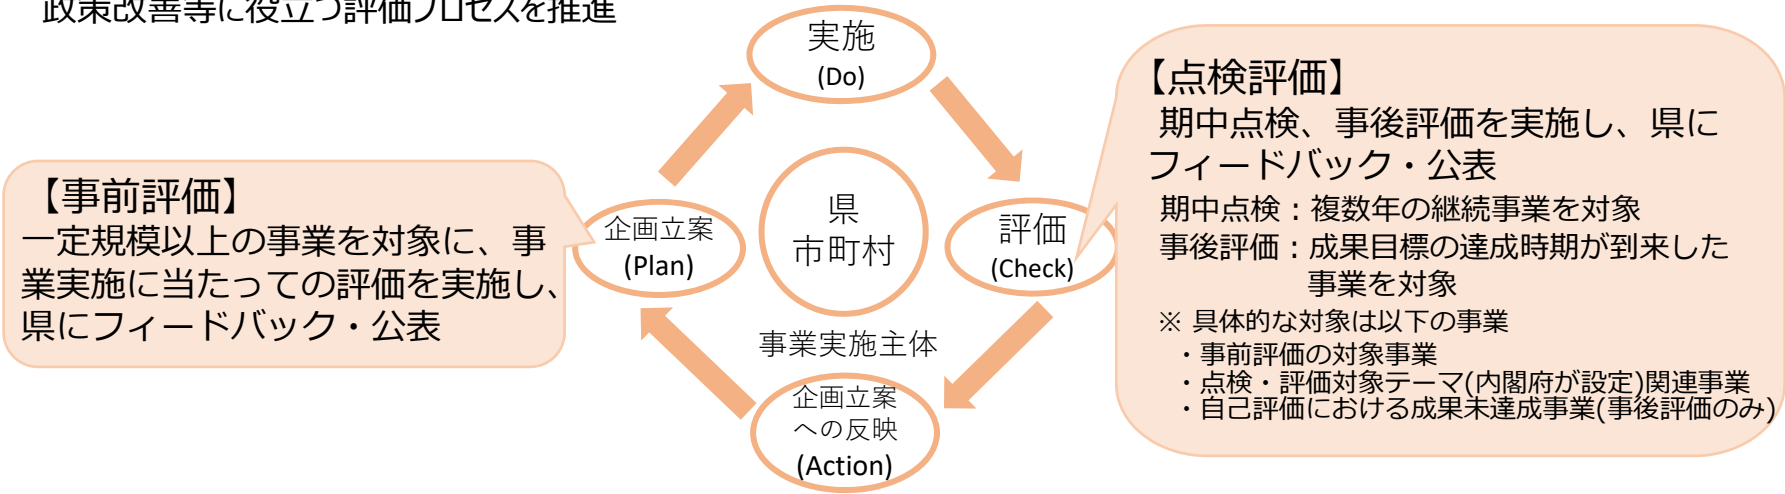 政策改善等に役立つ評価プロセスを推進
実施
(Do)
【点検評価】
期中点検、事後評価を実施し、県に
フィードバック・公表
期中点検：複数年の継続事業を対象
事後評価：成果目標の達成時期が到来した
事業を対象
※ 具体的な対象は以下の事業
・事前評価の対象事業
・点検・評価対象テーマ(内閣府が設定)関連事業
・自己評価における成果未達成事業(事後評価のみ)
【事前評価】
一定規模以上の事業を対象に、事
業実施に当たっての評価を実施し、
県にフィードバック・公表
企画立案
(Plan)
県
市町村
評価
(Check)
事業実施主体
企画立案
への反映
(Action)